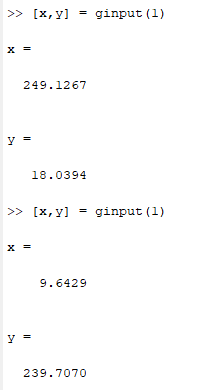 >> [x,y] = ginput(1)
x =
249.1267
y =
18.0394
>> [x,y] = ginput(1)
x =
9.6429
y =
239.7070